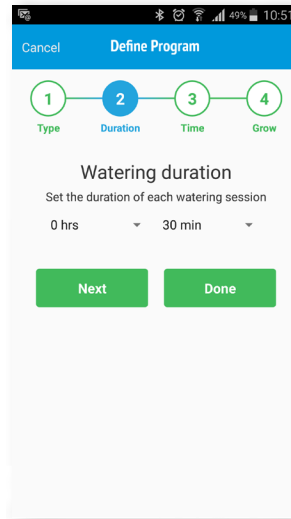 49% 10:51
Cancel Define Program
1 2 3 4
Type Duration Time Grow
Watering duration
Set the duration of each watering session
0 hrs 30 min
Next Done